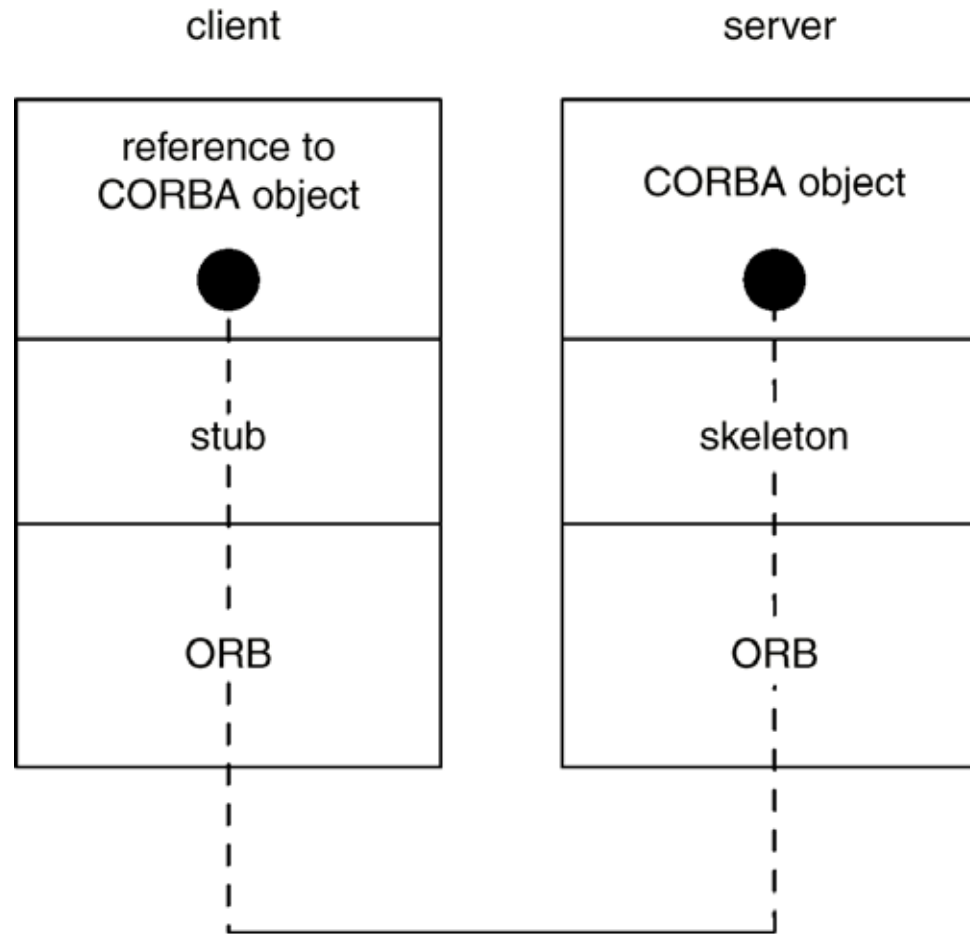 client
server
reference to
CORBA object
CORBA object
stub
skeleton
ORB
ORB